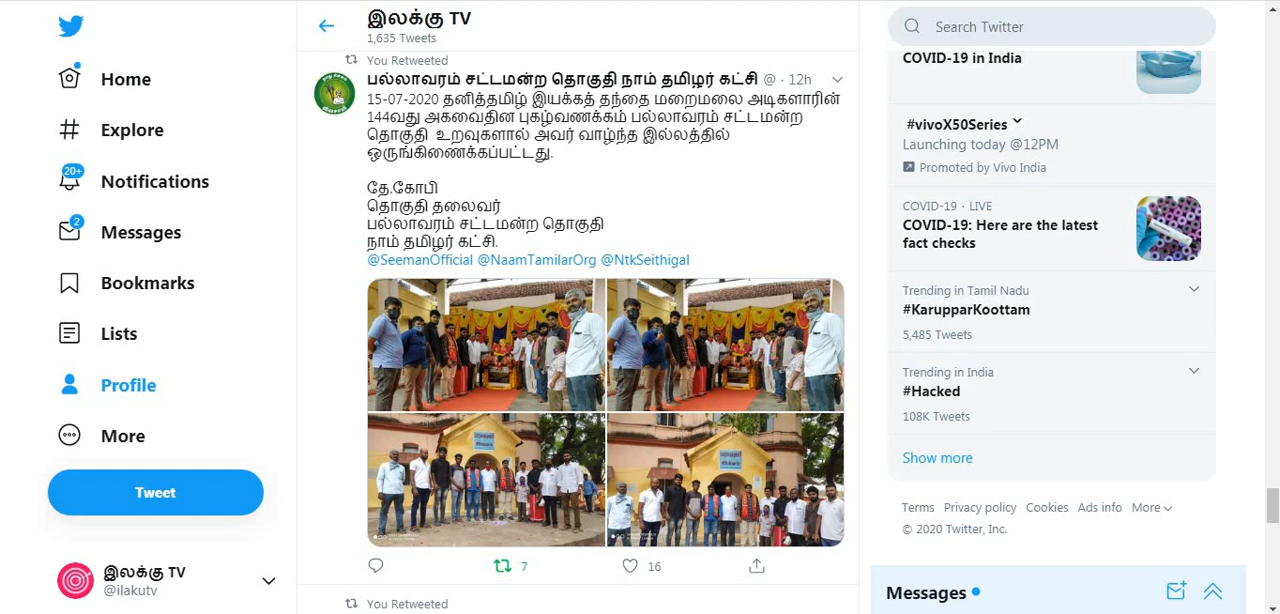 Home
Explore
20+
Notifications
2
Messages
Bookmarks
Lists
Profile
More
Tweet
இலக்கு TV
@ilakutv
இலக்கு TV
1,635 Tweets
You Retweeted
பல்லாவரம் சட்டமன்ற தொகுதி நாம் தமிழர் கட்சி @ · 12h
15-07-2020 தனித்தமிழ் இயக்கத் தந்தை மறைமலை அடிகளாரின்
144வது அகவைதின புகழ்வணக்கம் பல்லாவரம் சட்டமன்ற
தொகுதி உறவுகளால் அவர் வாழ்ந்த இல்லத்தில்
ஒருங்கிணைக்கப்பட்டது.
தே.கோபி
தொகுதி தலைவர்
பல்லாவரம் சட்டமன்ற தொகுதி
நாம் தமிழர் கட்சி.
@SeemanOfficial @NaamTamilarOrg @NtkSeithigal
7
16
You Retweeted
Search Twitter
COVID-19 in India
#vivoX50Series
Launching today @12PM
Promoted by Vivo India
COVID-19 · LIVE
COVID-19: Here are the latest
fact checks
Trending in Tamil Nadu
#KarupparKoottam
5,485 Tweets
Trending in India
#Hacked
108K Tweets
Show more
Terms Privacy policy Cookies Ads info More
© 2020 Twitter, Inc.
Messages